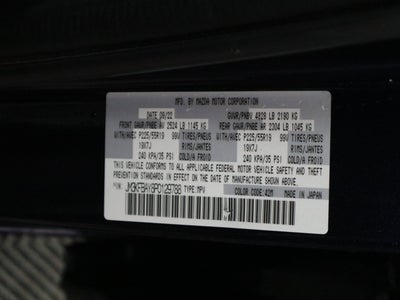 MFD. BY MAZDA MOTOR CORPORATION
DATE 09/22 GVWR/PNBV 4828 LB 2190 KG
FRONT GAWR/PNBE AV 2524 LB 1145 KG REAR GAWR/PNBE AR 2304 LB 1045 KG
WITH/AVEC P225/55R19 99V TIRES/PNEUS WITH/AVEC P225/55R19 99V TIRES/PNEUS
19X7J RIMS/JANTES 19X7J RIMS/JANTES
240 KPA/35 PSI COLD/A FROID 240 KPA/35 PSI COLD/A FROID
THIS VEHICLE CONFORMS TO ALL APPLICABLE FEDERAL MOTOR VEHICLE SAFETY AND THEFT
PREVENTION STANDARDS IN EFFECT ON THE DATE OF MANUFACTURE SHOWN ABOVE.
VIN: TYPE: MPV
COLOR CODE: 42M MADE IN JAPAN